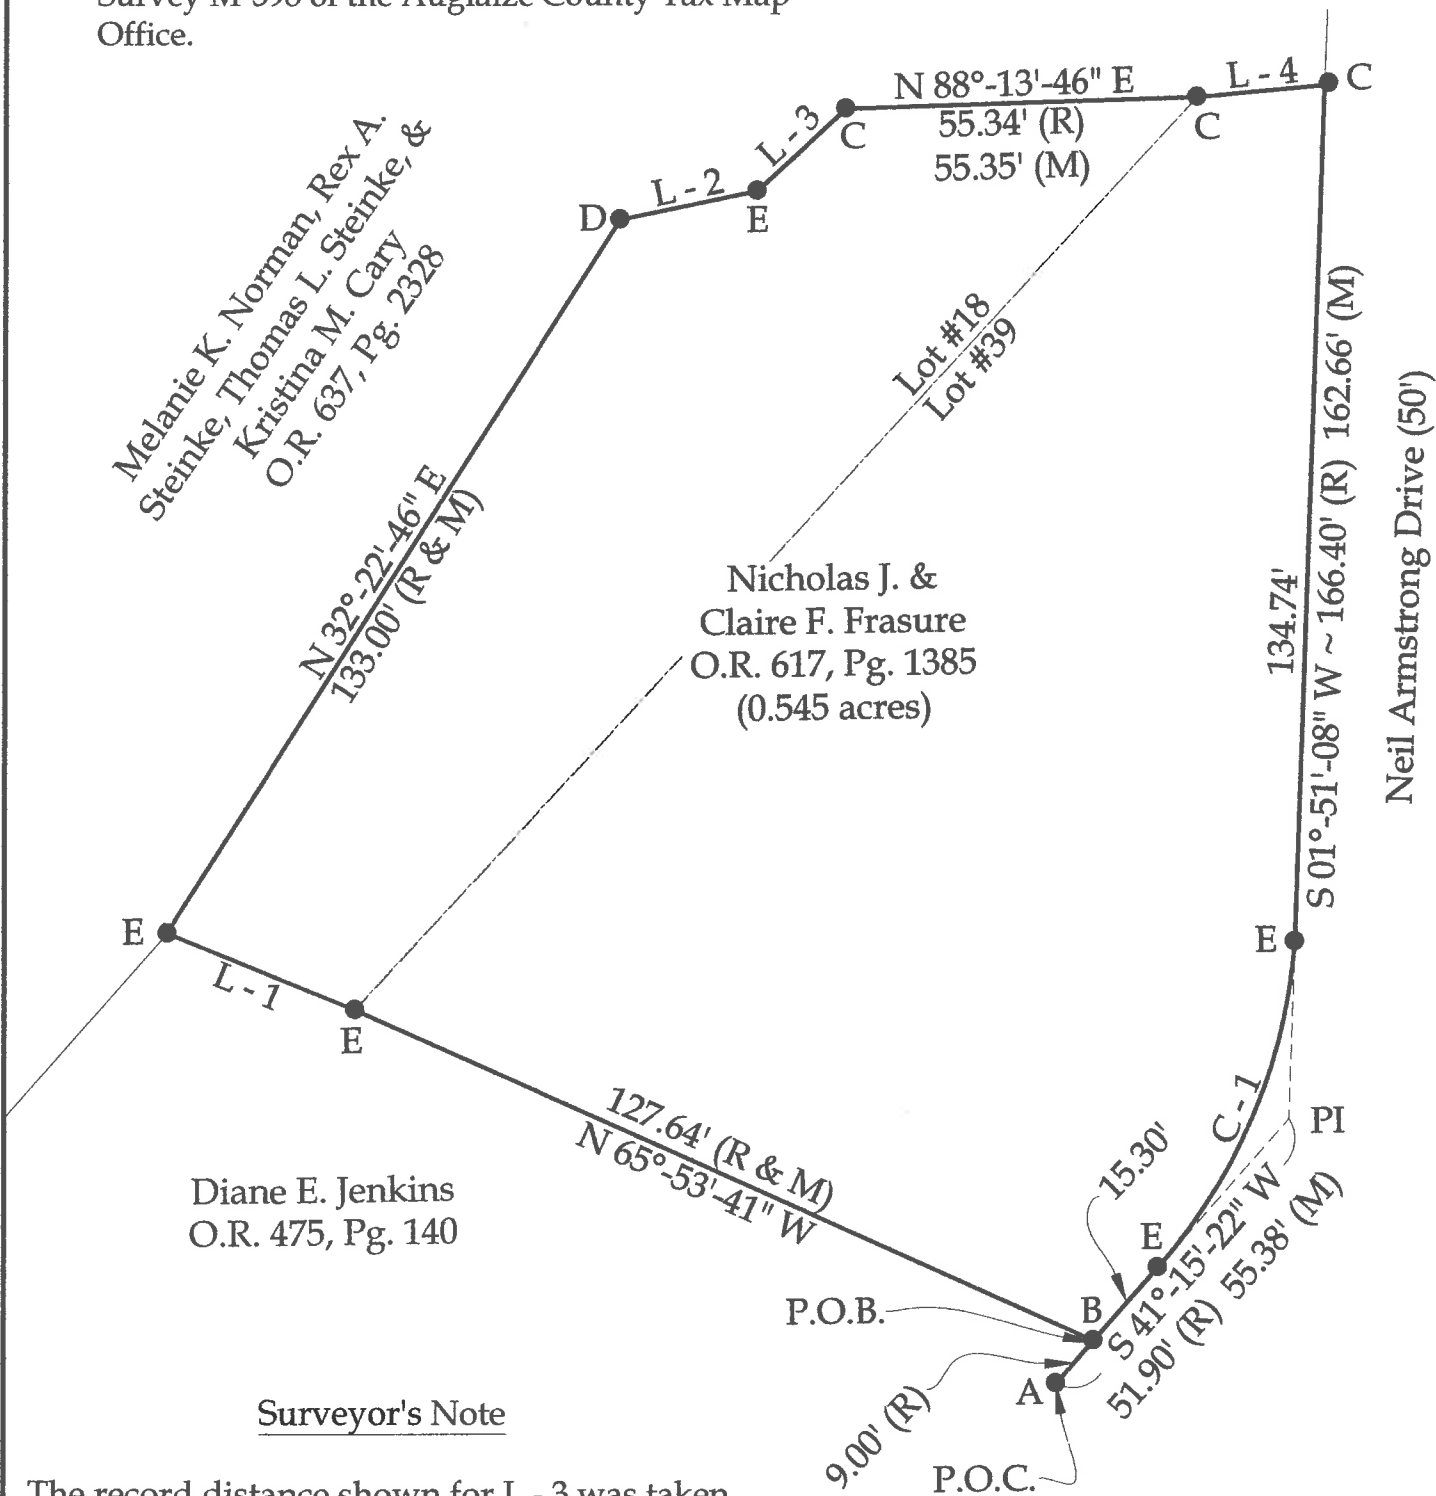 Survey M-596 of the Auglaize County Tax Map
Office.
N 88°-13'-46" E
55.34' (R)
55.35' (M)
L - 4
C
C
C
L - 3
L - 2
D
E
Melanie K. Norman, Rex A.
Steinke, Thomas L. Steinke, &
Kristina M. Cary
O.R. 637, Pg. 2328
Lot #18
Lot #39
N 32°-22'-46" E
133.00' (R & M)
Nicholas J. &
Claire F. Frasure
O.R. 617, Pg. 1385
(0.545 acres)
134.74'
S 01°-51'-08" W ~ 166.40' (R) 162.66' (M)
Neil Armstrong Drive (50')
E
L - 1
E
E
C - 1
PI
127.64' (R & M)
N 65°-53'-41" W
15.30'
Diane E. Jenkins
O.R. 475, Pg. 140
E
S 41°-15'-22" W
51.90' (R) 55.38' (M)
P.O.B.
B
A
9.00' (R)
P.O.C.
Surveyor's Note
The record distance shown for L - 3 was taken